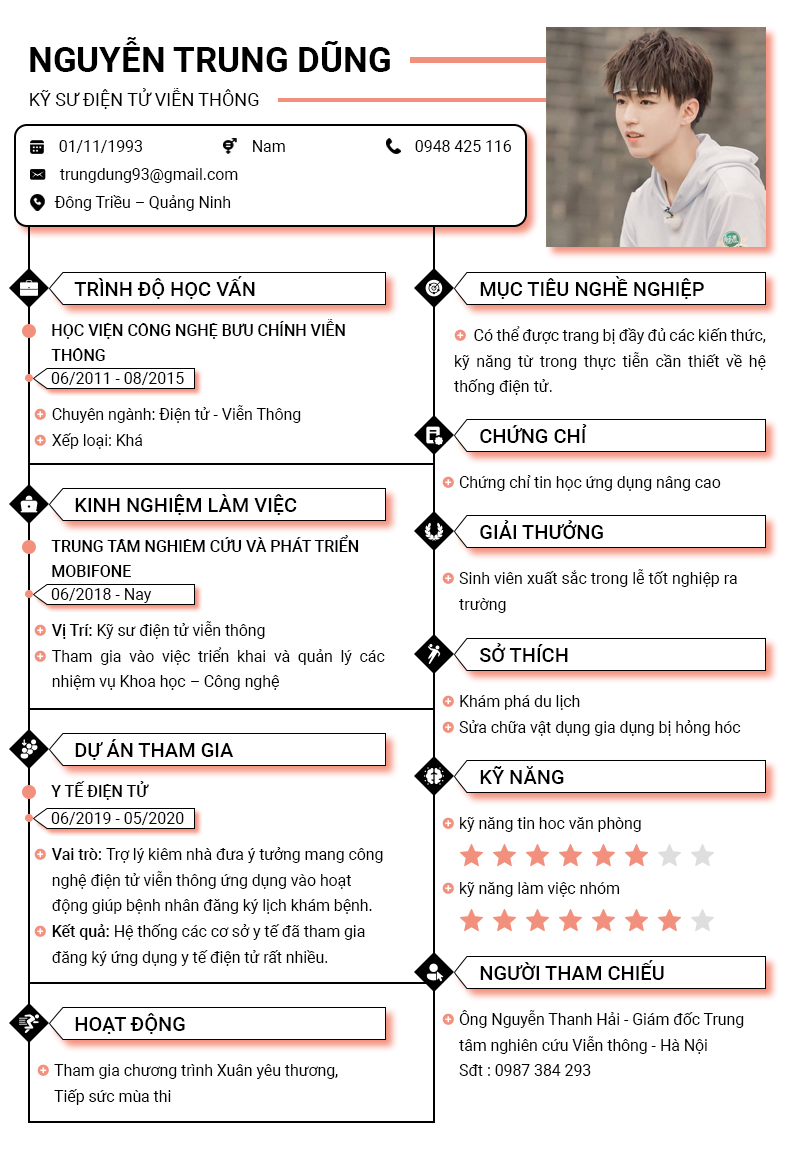 NGUYỄN TRUNG DŨNG
KỸ SƯ ĐIỆN TỬ VIỄN THÔNG
01/11/1993 Nam 0948 425 116
trungdung93@gmail.com
Đông Triều – Quảng Ninh
TRÌNH ĐỘ HỌC VẤN
HỌC VIỆN CÔNG NGHỆ BƯU CHÍNH VIỄN
THÔNG
06/2011 - 08/2015
Chuyên ngành: Điện tử - Viễn Thông
Xếp loại: Khá
KINH NGHIỆM LÀM VIỆC
TRUNG TÂM NGHIÊM CỨU VÀ PHÁT TRIỂN
MOBIFONE
06/2018 - Nay
Vị Trí: Kỹ sư điện tử viễn thông
Tham gia vào việc triển khai và quản lý các
nhiệm vụ Khoa học – Công nghệ
DỰ ÁN THAM GIA
Y TẾ ĐIỆN TỬ
06/2019 - 05/2020
Vai trò: Trợ lý kiêm nhà đưa ý tưởng mang công
nghệ điện tử viễn thông ứng dụng vào hoạt
động giúp bệnh nhân đăng ký lịch khám bệnh.
Kết quả: Hệ thống các cơ sở y tế đã tham gia
đăng ký ứng dụng y tế điện tử rất nhiều.
HOẠT ĐỘNG
Tham gia chương trình Xuân yêu thương,
Tiếp sức mùa thi
MỤC TIÊU NGHỀ NGHIỆP
Có thể được trang bị đầy đủ các kiến thức,
kỹ năng từ trong thực tiễn cần thiết về hệ
thống điện tử.
CHỨNG CHỈ
Chứng chỉ tin học ứng dụng nâng cao
GIẢI THƯỞNG
Sinh viên xuất sắc trong lễ tốt nghiệp ra
trường
SỞ THÍCH
Khám phá du lịch
Sửa chữa vật dụng gia dụng bị hỏng hóc
KỸ NĂNG
kỹ năng tin học văn phòng
kỹ năng làm việc nhóm
NGƯỜI THAM CHIẾU
Ông Nguyễn Thanh Hải - Giám đốc Trung
tâm nghiên cứu Viễn thông - Hà Nội
Sđt : 0987 384 293